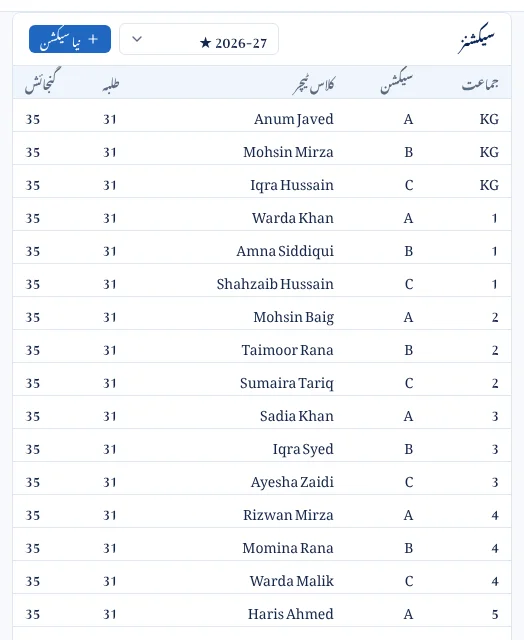 سیکشنز
★ 2026-27
+ نیا سیکشن
جماعت سیکشن کلاس ٹیچر طلبہ گنجائش
KG A Anum Javed 31 35
KG B Mohsin Mirza 31 35
KG C Iqra Hussain 31 35
1 A Warda Khan 31 35
1 B Amna Siddiqui 31 35
1 C Shahzaib Hussain 31 35
2 A Mohsin Baig 31 35
2 B Taimoor Rana 31 35
2 C Sumaira Tariq 31 35
3 A Sadia Khan 31 35
3 B Iqra Syed 31 35
3 C Ayesha Zaidi 31 35
4 A Rizwan Mirza 31 35
4 B Momina Rana 31 35
4 C Warda Malik 31 35
5 A Haris Ahmed 31 35